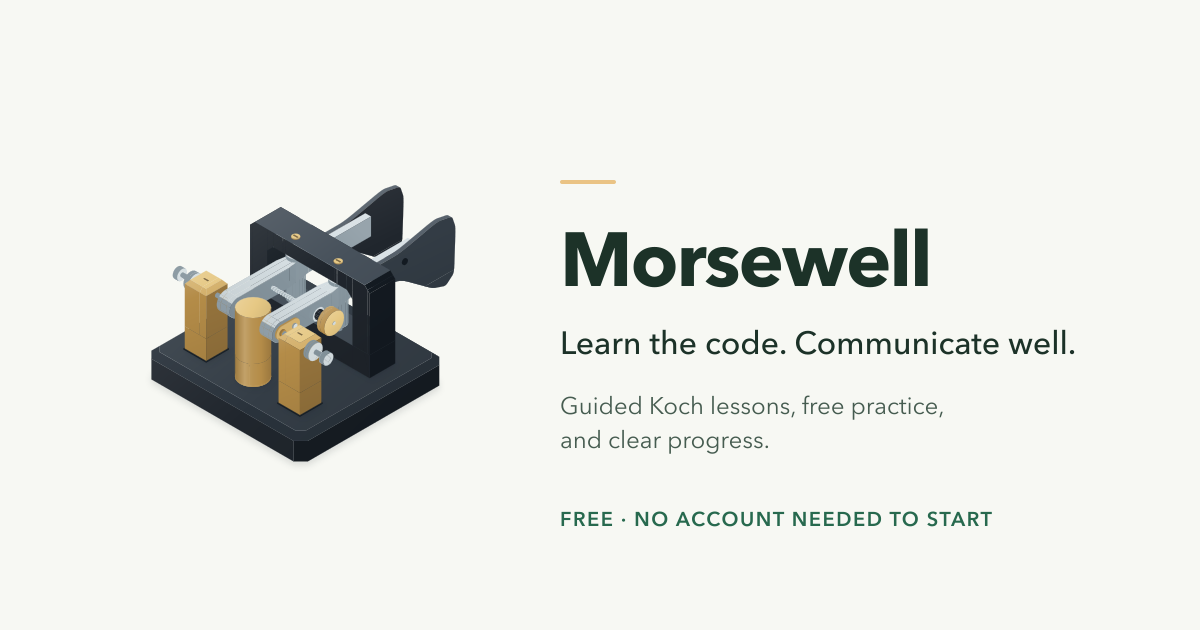 Morsewell
Learn the code. Communicate well.
Guided Koch lessons, free practice,
and clear progress.
FREE · NO ACCOUNT NEEDED TO START